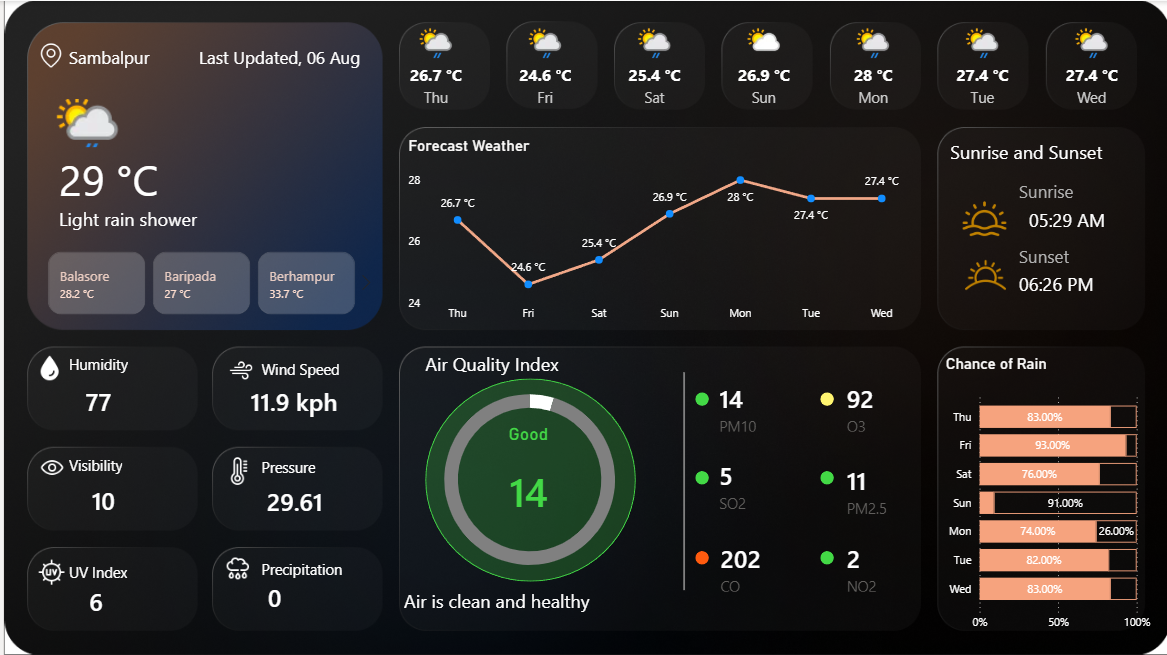 Sambalpur
Last Updated, 06 Aug
29 °C
Light rain shower
Balasore
28.2 °C
Baripada
27 °C
Berhampur
33.7 °C
26.7 °C
Thu
24.6 °C
Fri
25.4 °C
Sat
26.9 °C
Sun
28 °C
Mon
27.4 °C
Tue
27.4 °C
Wed
Forecast Weather
28
26
24
26.7 °C
24.6 °C
25.4 °C
26.9 °C
28 °C
27.4 °C
27.4 °C
Thu
Fri
Sat
Sun
Mon
Tue
Wed
Sunrise and Sunset
Sunrise
05:29 AM
Sunset
06:26 PM
Humidity
77
Wind Speed
11.9 kph
Visibility
10
Pressure
29.61
UV
UV Index
6
Precipitation
0
Air Quality Index
Good
14
Air is clean and healthy
14
PM10
92
O3
5
SO2
11
PM2.5
202
CO
2
NO2
Chance of Rain
Thu 83.00%
Fri 93.00%
Sat 76.00%
Sun 91.00%
Mon 74.00% 26.00%
Tue 82.00%
Wed 83.00%
0% 50% 100%